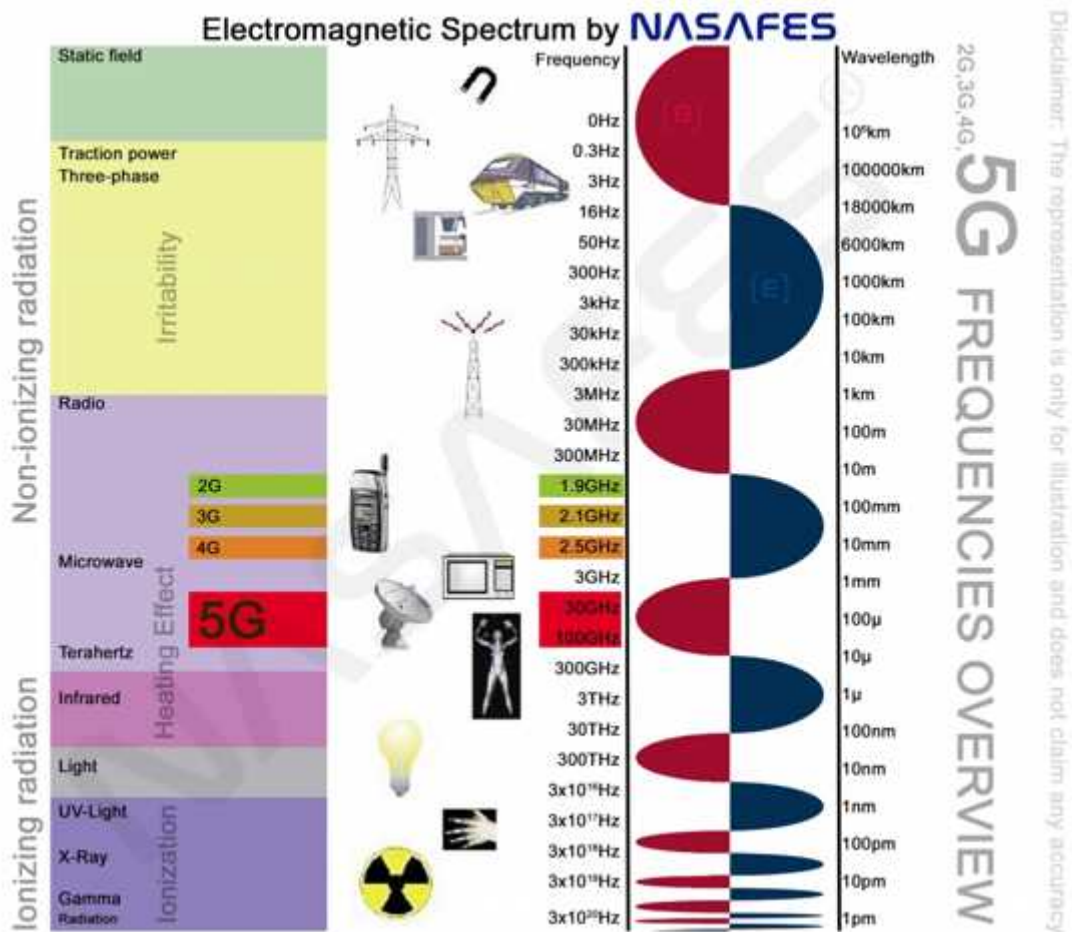 Electromagnetic Spectrum by NASAFES
Static field
Traction power
Three-phase
Irritability
Radio
2G
3G
4G
Microwave
5G
Heating Effect
Terahertz
Infrared
Light
UV-Light
X-Ray
Gamma
Radiation
Ionization
Non-ionizing radiation
Ionizing radiation
Frequency
0Hz
0.3Hz
3Hz
16Hz
50Hz
300Hz
3kHz
30kHz
300kHz
3MHz
30MHz
300MHz
1.9GHz
2.1GHz
2.5GHz
3GHz
30GHz
100GHz
300GHz
3THz
30THz
300THz
3x10¹⁶Hz
3x10¹⁷Hz
3x10¹⁸Hz
3x10¹⁹Hz
3x10²⁰Hz
[e]
Wavelength
100000km
18000km
6000km
1000km
100km
10km
1km
100m
10m
100mm
10mm
1mm
100µ
10µ
1µ
100nm
10nm
1nm
100pm
10pm
1pm
2G,3G,4G, 5G FREQUENCIES OVERVIEW
Disclaimer: The representation is only for illustration and does not claim any accuracy
NASAFES